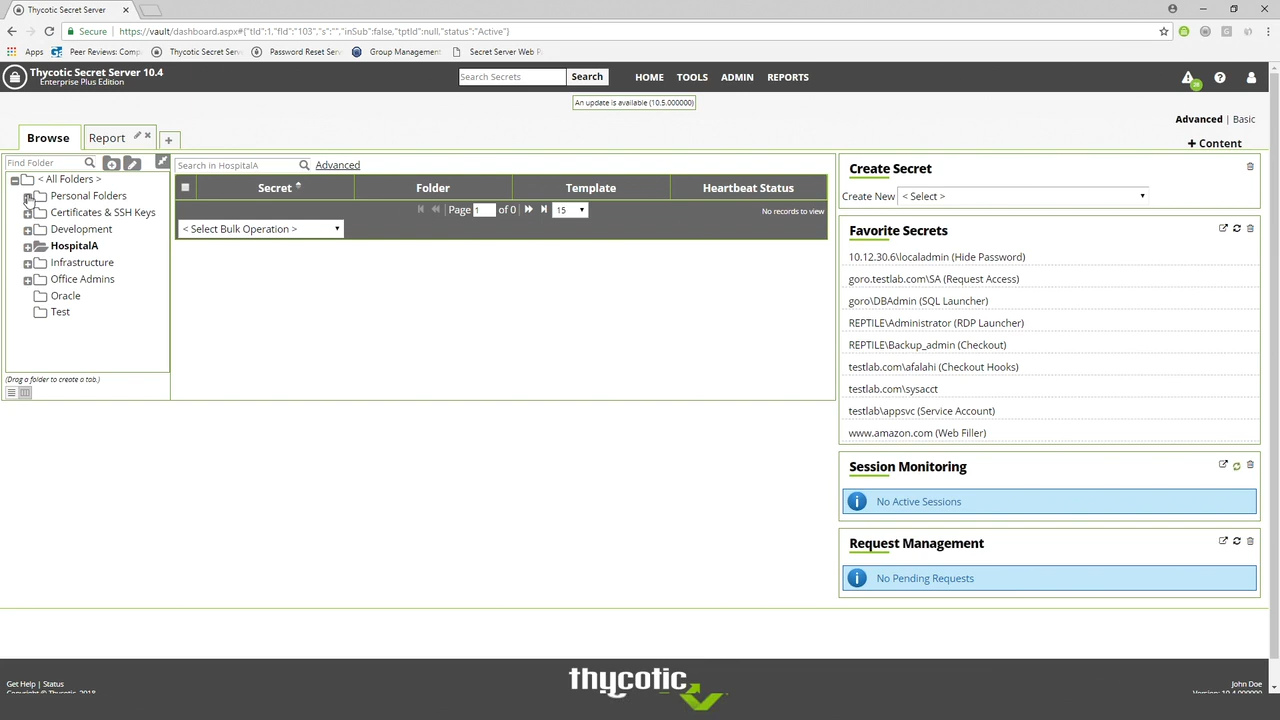 Thycotic Secret Server
Secure | https://vault/dashboard.aspx#{"tId":1,"fId":"103","s":"","inSub":false,"tptId":null,"status":"Active"}
Apps Peer Reviews: Comp Thycotic Secret Serve Password Reset Serve Group Management Secret Server Web P
Thycotic Secret Server 10.4
Enterprise Plus Edition
Search Secrets Search HOME TOOLS ADMIN REPORTS
28
An update is available (10.5.000000)
Advanced | Basic
Browse Report +
+ Content
Find Folder
Search in HospitalA Advanced
< All Folders >
Personal Folders
Certificates & SSH Keys
Development
HospitalA
Infrastructure
Office Admins
Oracle
Test
(Drag a folder to create a tab.)
Secret Folder Template Heartbeat Status
Page 1 of 0 15 No records to view
< Select Bulk Operation >
Create Secret
Create New < Select >
Favorite Secrets
10.12.30.6\localadmin (Hide Password)
goro.testlab.com\SA (Request Access)
goro\DBAdmin (SQL Launcher)
REPTILE\Administrator (RDP Launcher)
REPTILE\Backup_admin (Checkout)
testlab.com\afalahi (Checkout Hooks)
testlab.com\sysacct
testlab\appsvc (Service Account)
www.amazon.com (Web Filler)
Session Monitoring
No Active Sessions
Request Management
No Pending Requests
thycotic
Get Help | Status
John Doe